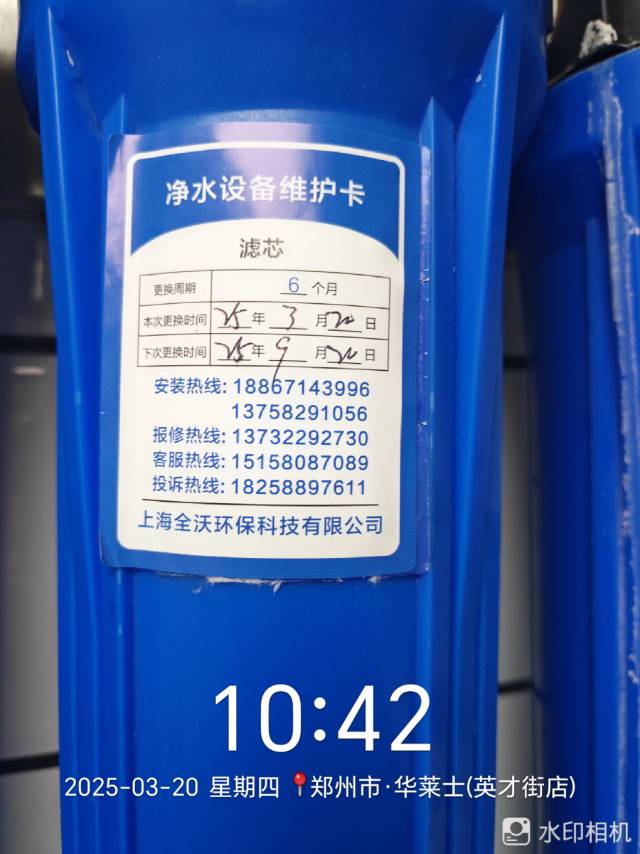 净水设备维护卡
滤芯
更换周期 6 个月
本次更换时间 25 年 3 月 20 日
下次更换时间 25 年 9 月 20 日
安装热线: 18867143996
13758291056
报修热线: 13732292730
客服热线: 15158087089
投诉热线: 18258897611
上海全沃环保科技有限公司
10:42
2025-03-20 星期四 📍郑州市·华莱士(英才街店)
水印相机